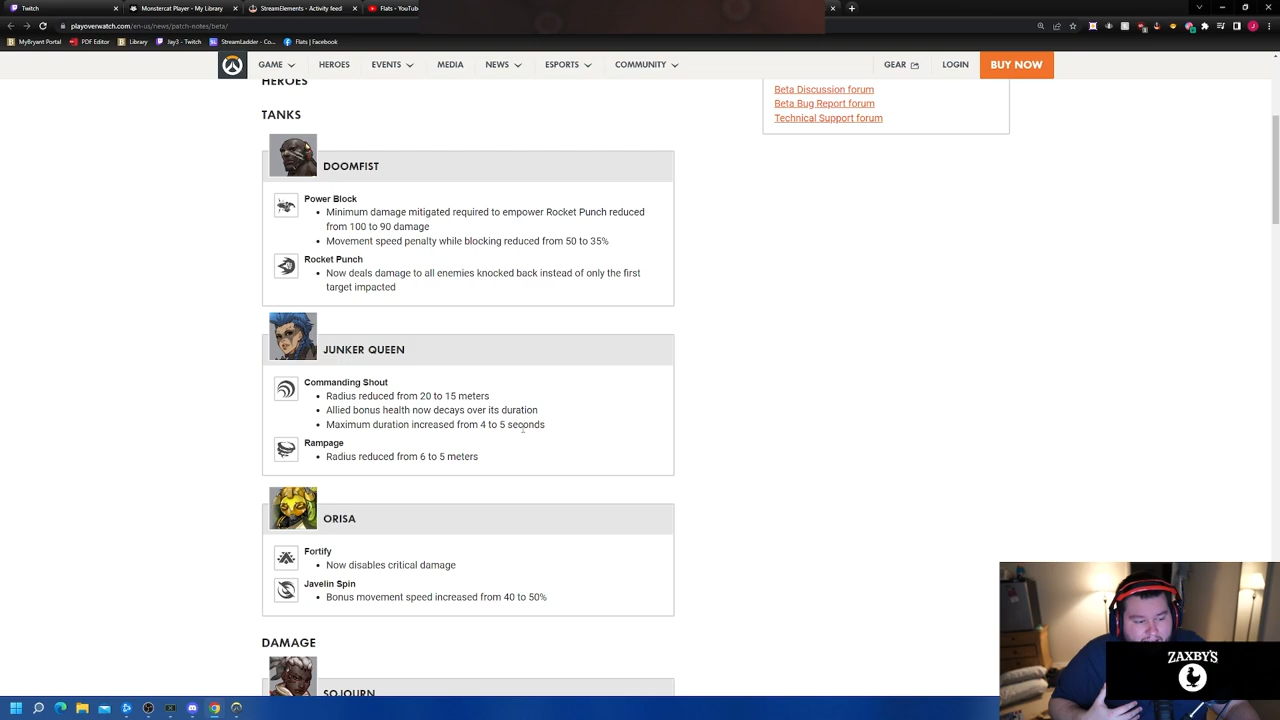 Twitch
Monstercat Player - My Library
StreamElements - Activity feed
Flats - YouTube
playoverwatch.com/en-us/news/patch-notes/beta/
MyBryant Portal
PDF Editor
Library
Jay3 - Twitch
StreamLadder - Co...
Flats | Facebook
GAME
HEROES
EVENTS
MEDIA
NEWS
ESPORTS
COMMUNITY
GEAR
LOGIN
BUY NOW
HEROES
Beta Discussion forum
Beta Bug Report forum
Technical Support forum
TANKS
DOOMFIST
Power Block
Minimum damage mitigated required to empower Rocket Punch reduced
from 100 to 90 damage
Movement speed penalty while blocking reduced from 50 to 35%
Rocket Punch
Now deals damage to all enemies knocked back instead of only the first
target impacted
JUNKER QUEEN
Commanding Shout
Radius reduced from 20 to 15 meters
Allied bonus health now decays over its duration
Maximum duration increased from 4 to 5 seconds
Rampage
Radius reduced from 6 to 5 meters
ORISA
Fortify
Now disables critical damage
Javelin Spin
Bonus movement speed increased from 40 to 50%
DAMAGE
SOJOURN
ZAXBY'S